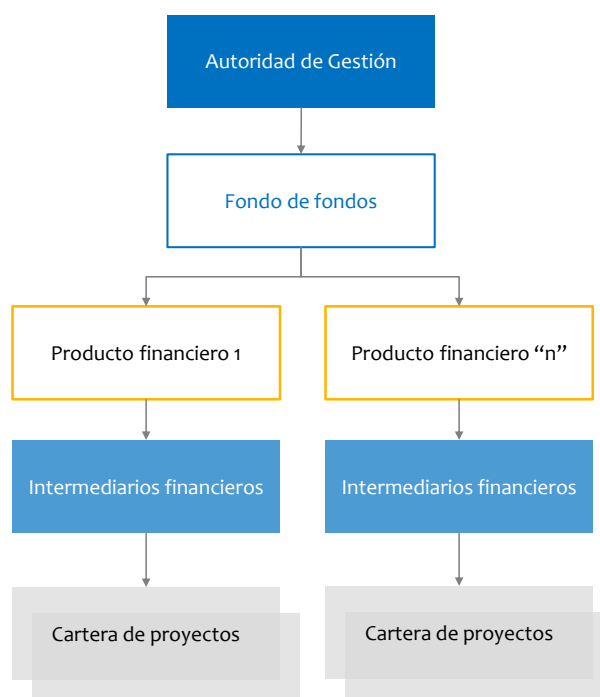 Autoridad de Gestión
Fondo de fondos
Producto financiero 1
Producto financiero “n”
Intermediarios financieros
Intermediarios financieros
Cartera de proyectos
Cartera de proyectos